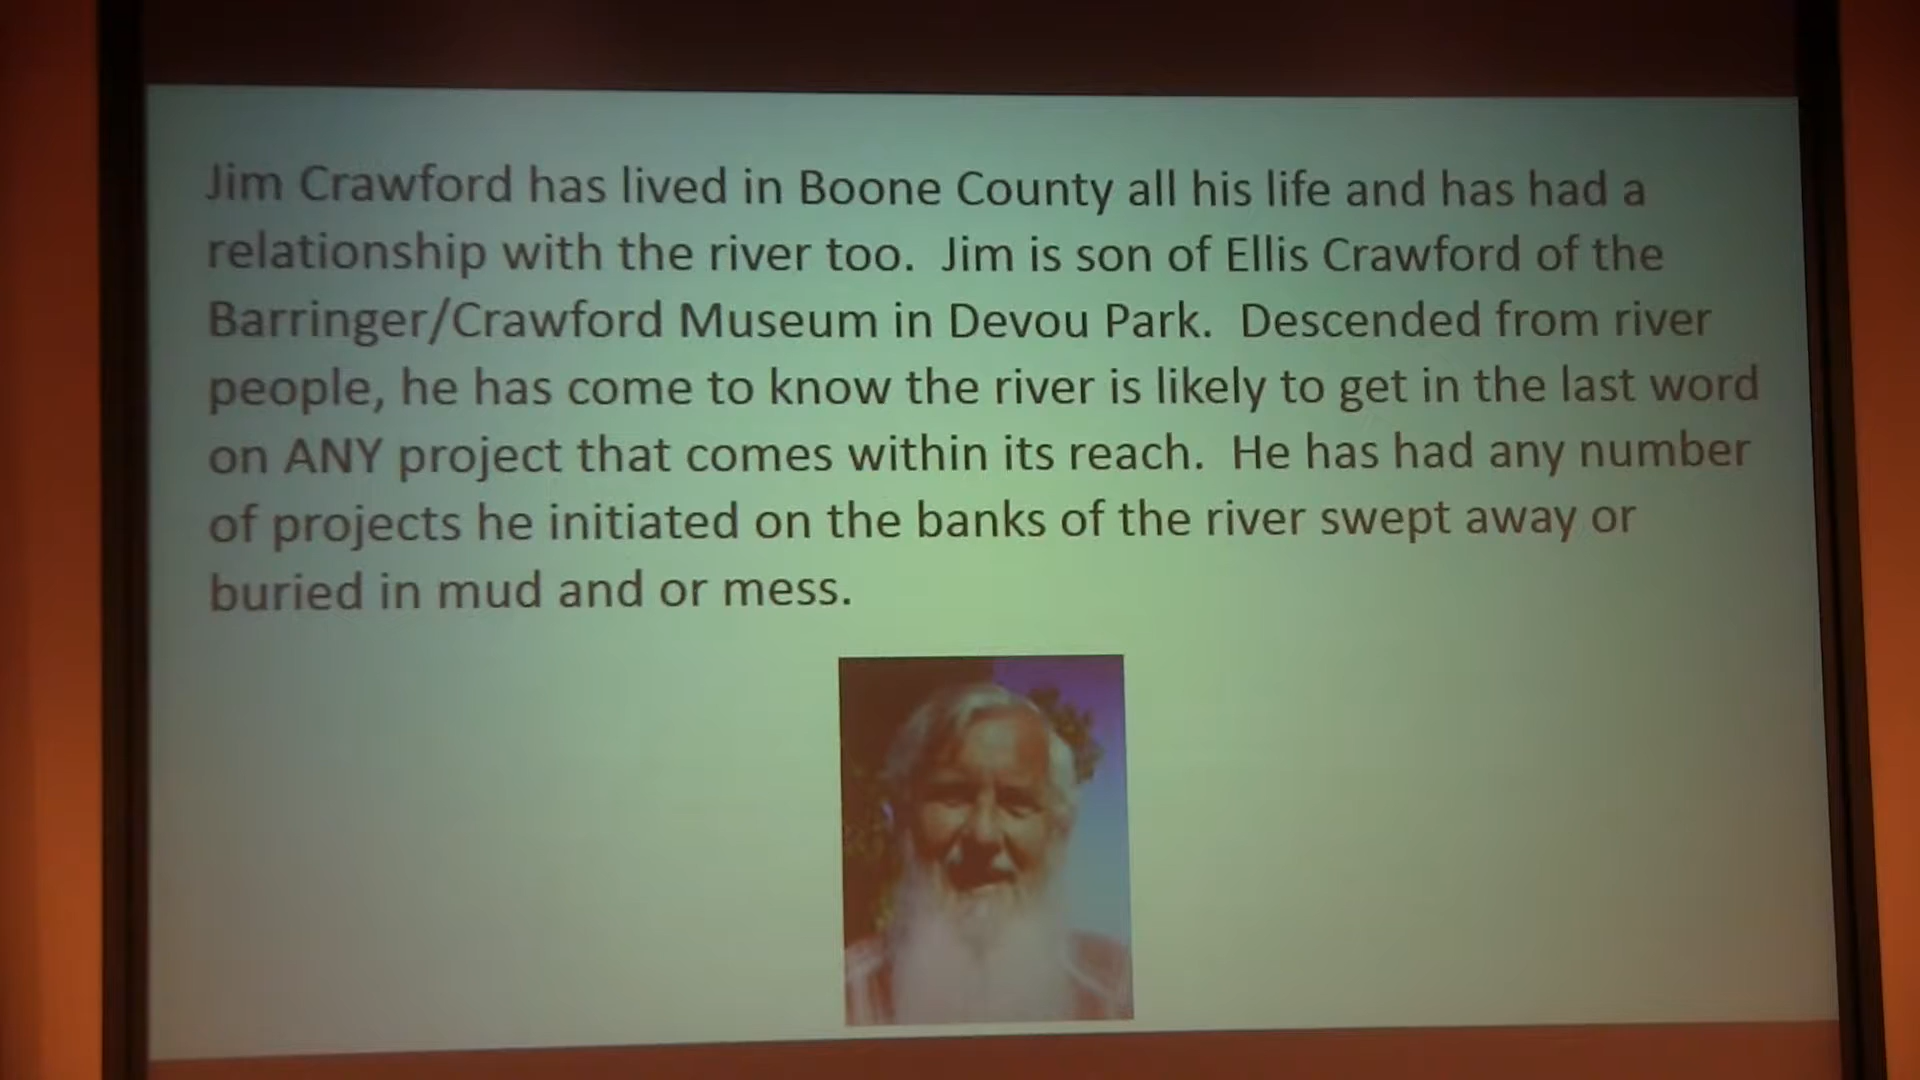 Jim Crawford has lived in Boone County all his life and has had a
relationship with the river too.  Jim is son of Ellis Crawford of the
Barringer/Crawford Museum in Devou Park.  Descended from river
people, he has come to know the river is likely to get in the last word
on ANY project that comes within its reach.  He has had any number
of projects he initiated on the banks of the river swept away or
buried in mud and or mess.